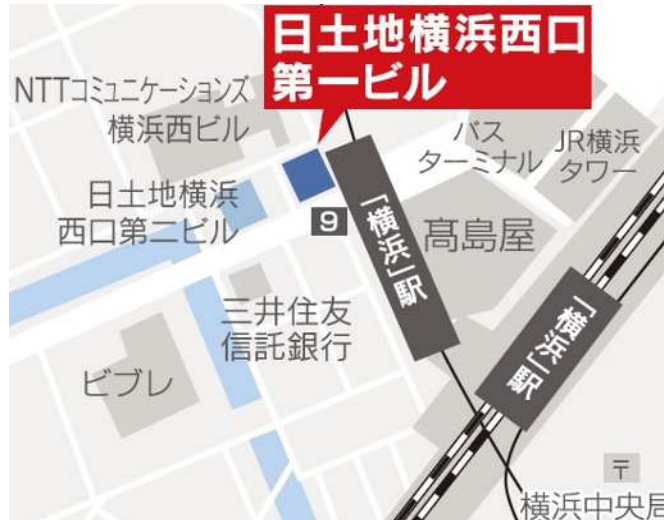 日土地横浜西口
第一ビル
NTTコミュニケーションズ
横浜西ビル
バス
ターミナル
JR横浜
タワー
日土地横浜
西口第二ビル
9
「横浜」駅
髙島屋
三井住友
信託銀行
「横浜」駅
ビブレ
〒
横浜中央局